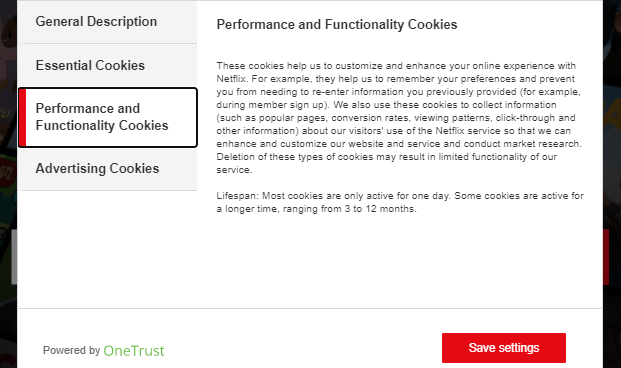 General Description
Essential Cookies
Performance and
Functionality Cookies
Advertising Cookies
Performance and Functionality Cookies
These cookies help us to customize and enhance your online experience with
Netflix. For example, they help us to remember your preferences and prevent
you from needing to re-enter information you previously provided (for example,
during member sign up). We also use these cookies to collect information
(such as popular pages, conversion rates, viewing patterns, click-through and
other information) about our visitors' use of the Netflix service so that we can
enhance and customize our website and service and conduct market research.
Deletion of these types of cookies may result in limited functionality of our
service.
Lifespan: Most cookies are only active for one day. Some cookies are active for
a longer time, ranging from 3 to 12 months.
Powered by OneTrust
Save settings